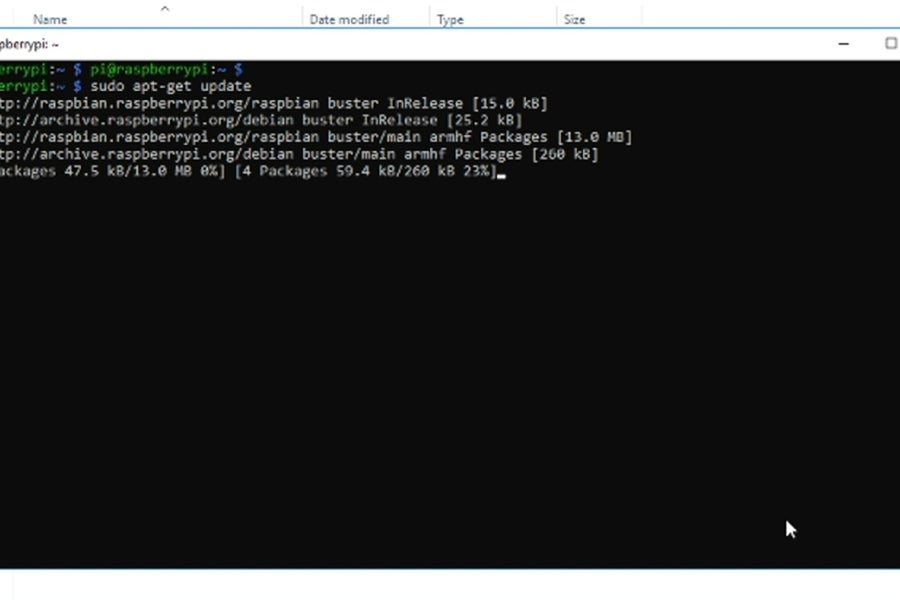 Name Date modified Type Size
pberrypi: ~
errypi:~ $ pi@raspberrypi:~ $
errypi:~ $ sudo apt-get update
tp://raspbian.raspberrypi.org/raspbian buster InRelease [15.0 kB]
tp://archive.raspberrypi.org/debian buster InRelease [25.2 kB]
tp://raspbian.raspberrypi.org/raspbian buster/main armhf Packages [13.0 MB]
tp://archive.raspberrypi.org/debian buster/main armhf Packages [260 kB]
ackages 47.5 kB/13.0 MB 0%] [4 Packages 59.4 kB/260 kB 23%]